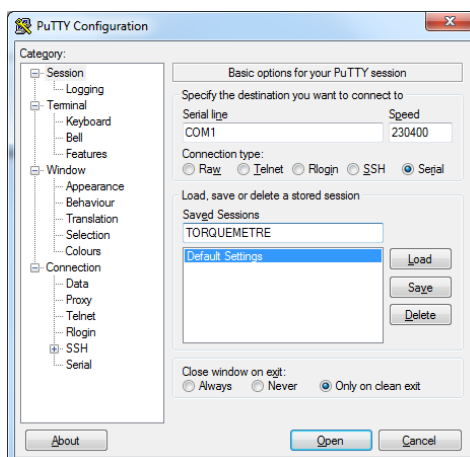 PuTTY Configuration
Category:
Session
Logging
Terminal
Keyboard
Bell
Features
Window
Appearance
Behaviour
Translation
Selection
Colours
Connection
Data
Proxy
Telnet
Rlogin
SSH
Serial
Basic options for your PuTTY session
Specify the destination you want to connect to
Serial line Speed
COM1 230400
Connection type:
Raw Telnet Rlogin SSH Serial
Load, save or delete a stored session
Saved Sessions
TORQUEMETRE
Default Settings
Load
Save
Delete
Close window on exit:
Always Never Only on clean exit
About Open Cancel